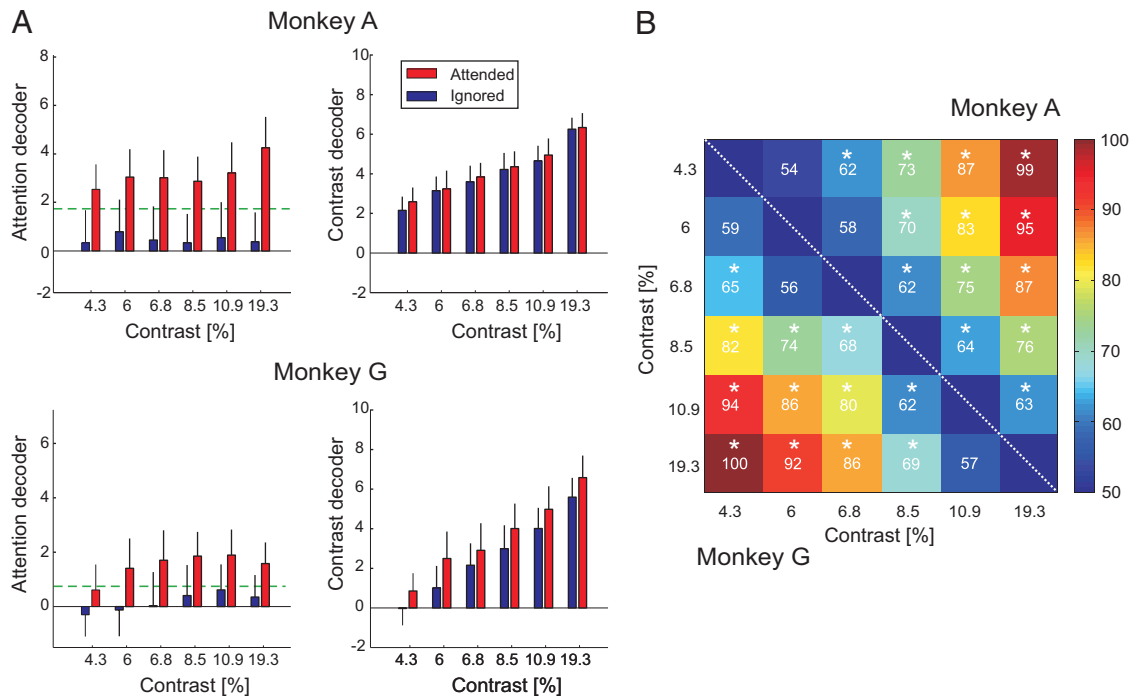 A
B
Monkey A
Attention decoder
8
6
4
2
0
-2
4.3 6 6.8 8.5 10.9 19.3
Contrast [%]
Contrast decoder
10
8
6
4
2
0
-2
Attended
Ignored
4.3 6 6.8 8.5 10.9 19.3
Contrast [%]
Monkey G
Attention decoder
6
4
2
0
4.3 6 6.8 8.5 10.9 19.3
Contrast [%]
Contrast decoder
10
8
6
4
2
0
-2
4.3 6 6.8 8.5 10.9 19.3
Contrast [%]
Monkey A
Contrast [%]
* * * *
4.3 54 62 73 87 99
* * *
6 59 58 70 83 95
* * * *
6.8 65 56 62 75 87
* * * * *
8.5 82 74 68 64 76
* * * * *
10.9 94 86 80 62 63
* * * *
19.3 100 92 86 69 57
4.3 6 6.8 8.5 10.9 19.3
Contrast [%]
Monkey G
100
90
80
70
60
50